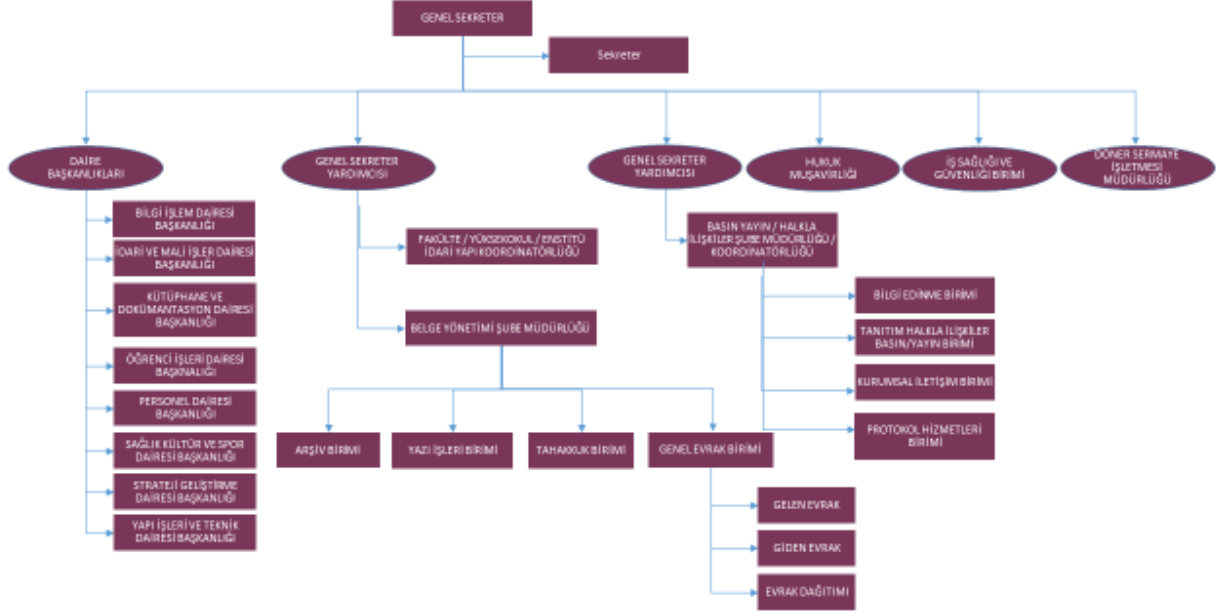 GENEL SEKRETER
Sekreter
DAİRE
BAŞKANLIKLARI
GENEL SEKRETER
YARDIMCISI
GENEL SEKRETER
YARDIMCISI
HUKUK
MUŞAVİRLİĞİ
İŞ SAĞLIĞI VE
GÜVENLİĞİ BİRİMİ
DÖNER SERMAYE
İŞLETMESİ
MÜDÜRLÜĞÜ
BİLGİ İŞLEM DAİRESİ
BAŞKANLIĞI
İDARİ VE MALİ İŞLER DAİRESİ
BAŞKANLIĞI
KÜTÜPHANE VE
DOKÜMANTASYON DAİRESİ
BAŞKANLIĞI
ÖĞRENCİ İŞLERİ DAİRESİ
BAŞKNALIĞI
PERSONEL DAİRESİ
BAŞKANLIĞI
SAĞLIK KÜLTÜR VE SPOR
DAİRESİ BAŞKANLIĞI
STRATEJİ GELİŞTİRME
DAİRESİ BAŞKANLIĞI
YAPI İŞLERİ VE TEKNİK
DAİRESİ BAŞKANLIĞI
FAKÜLTE / YÜKSEKOKUL / ENSTİTÜ
İDARİ YAPI KOORDİNATÖRLÜĞÜ
BELGE YÖNETİMİ ŞUBE MÜDÜRLÜĞÜ
ARŞİV BİRİMİ
YAZI İŞLERİ BİRİMİ
TAHAKKUK BİRİMİ
GENEL EVRAK BİRİMİ
GELEN EVRAK
GİDEN EVRAK
EVRAK DAĞITIMI
BASIN YAYIN / HALKLA
İLİŞKİLER ŞUBE MÜDÜRLÜĞÜ /
KOORDİNATÖRLÜĞÜ
BİLGİ EDİNME BİRİMİ
TANITIM HALKLA İLİŞKİLER
BASIN/YAYIN BİRİMİ
KURUMSAL İLETİŞİM BİRİMİ
PROTOKOL HİZMETLERİ
BİRİMİ